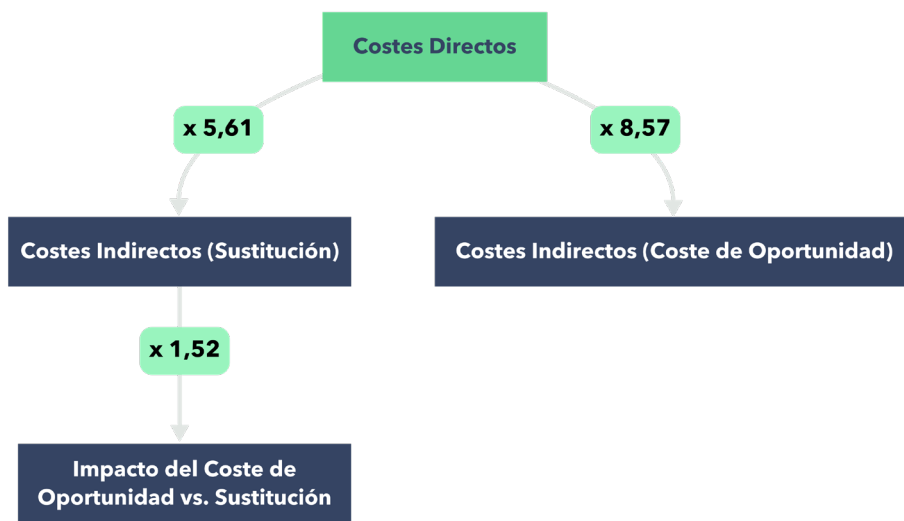 Costes Directos
x 5,61
x 8,57
Costes Indirectos (Sustitución)
Costes Indirectos (Coste de Oportunidad)
x 1,52
Impacto del Coste de
Oportunidad vs. Sustitución